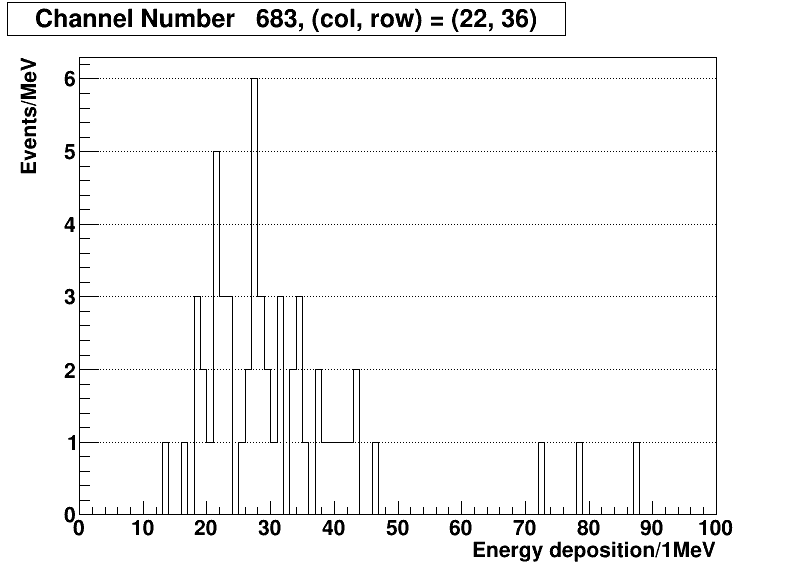 Channel Number 683, (col, row) = (22, 36)
Events/MeV
6
5
4
3
2
1
0
0 10 20 30 40 50 60 70 80 90 100
Energy deposition/1MeV